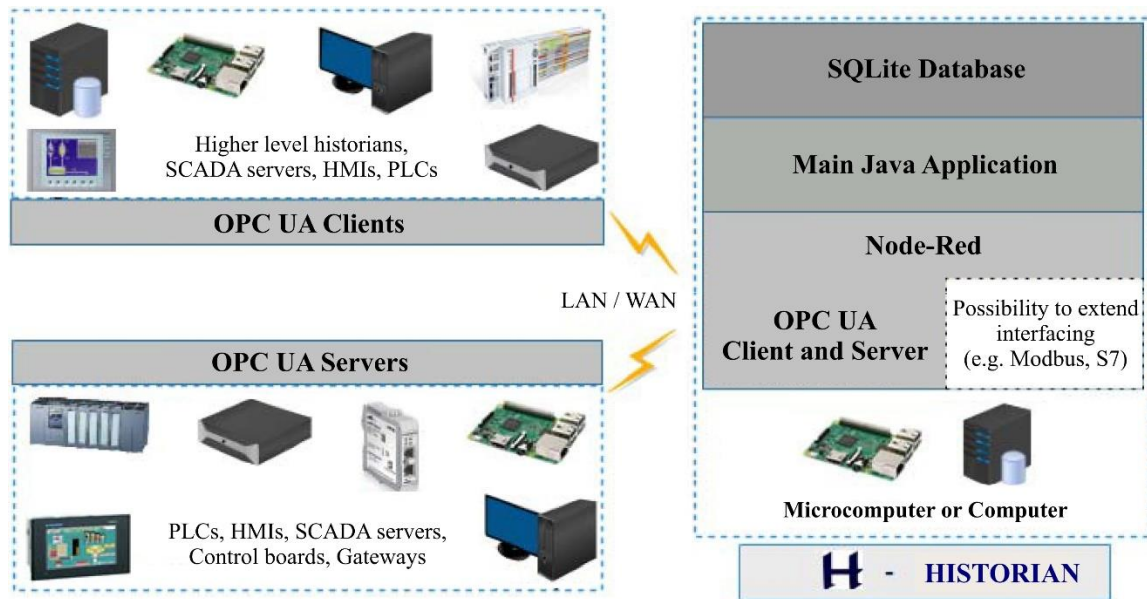 Higher level historians,
SCADA servers, HMIs, PLCs
OPC UA Clients
LAN / WAN
OPC UA Servers
PLCs, HMIs, SCADA servers,
Control boards, Gateways
SQLite Database
Main Java Application
Node-Red
OPC UA
Client and Server
Possibility to extend
interfacing
(e.g. Modbus, S7)
Microcomputer or Computer
H - HISTORIAN